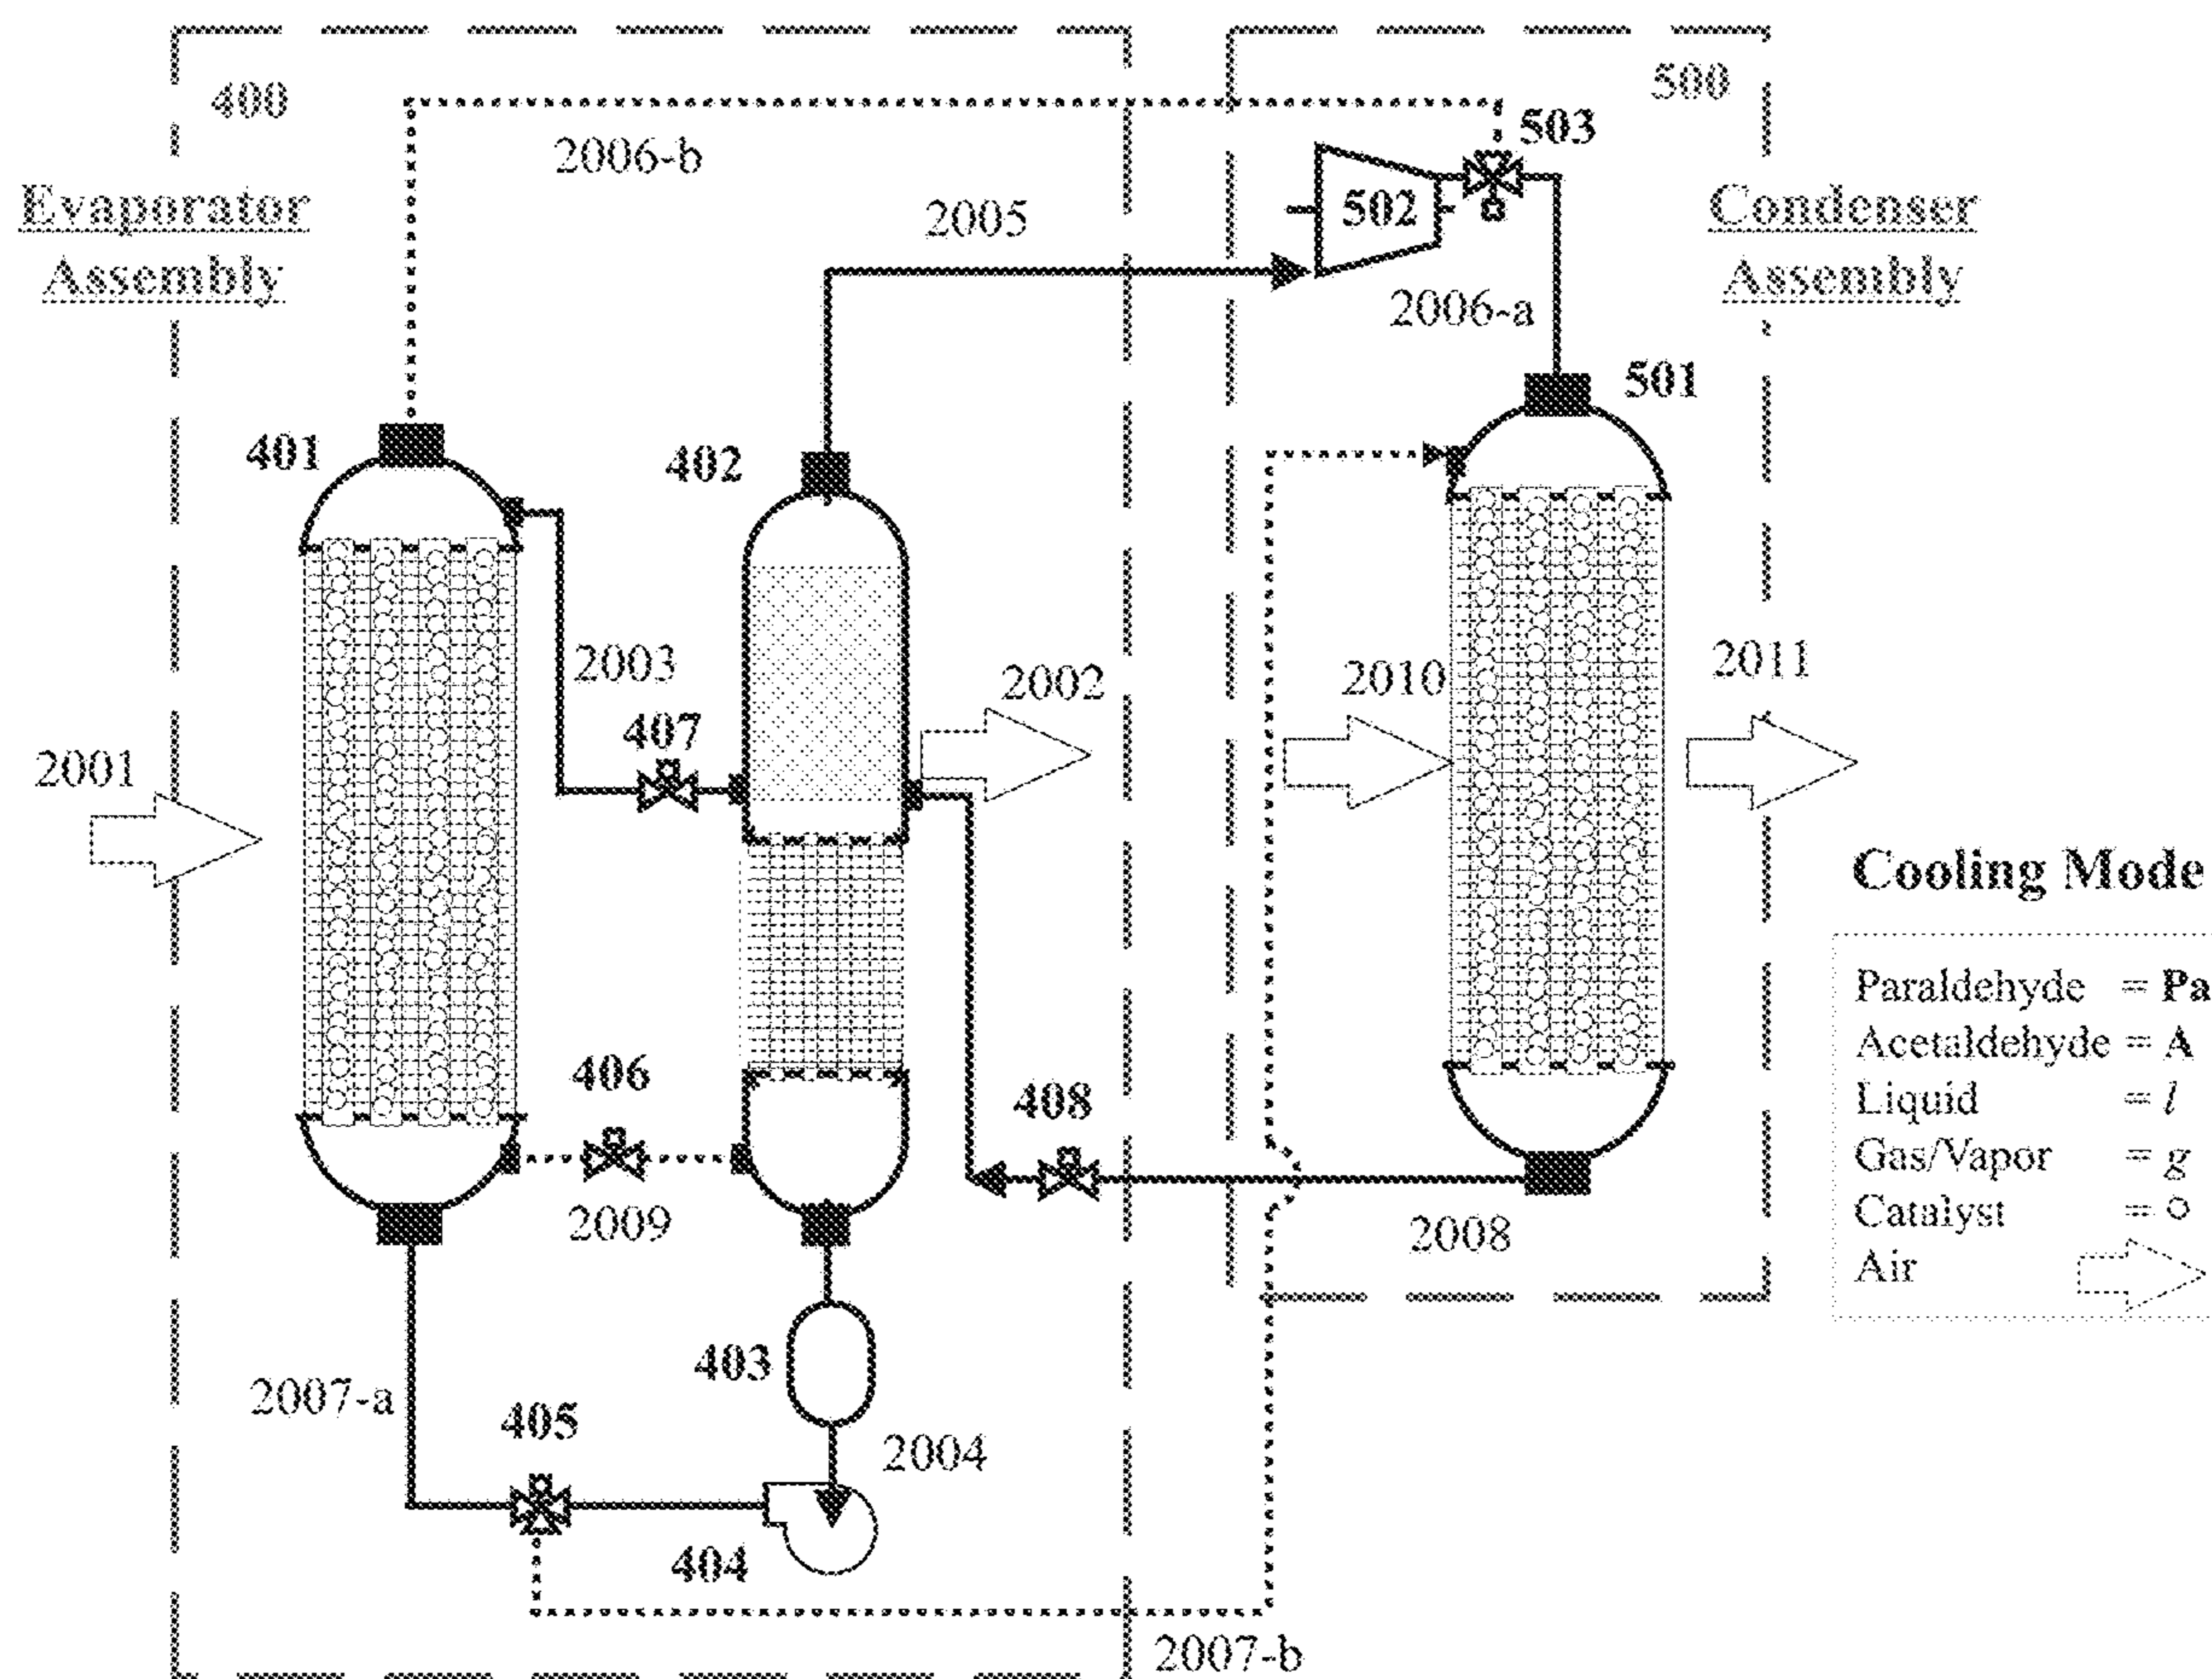 400
500
503
2006-b
Evaporator
Assembly
502
2005
Condenser
Assembly
2006-a
501
401
402
2003
2002
2010
2011
407
2001
Cooling Mode
Paraldehyde = Pa
Acetaldehyde = A
Liquid = l
Gas/Vapor = g
Catalyst = ○
Air
406
408
2009
2008
403
2007-a
405
2004
404
2007-b